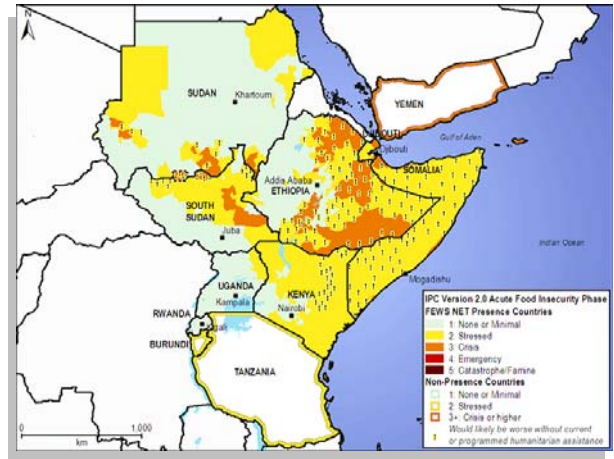 SUDAN
Khartoum
YEMEN
Gulf of Aden
Djibouti
SOMALIA
Addis Ababa
ETHIOPIA
SOUTH
SUDAN
Juba
Indian Ocean
Mogadishu
UGANDA
Kampala
KENYA
Nairobi
RWANDA
BURUNDI
TANZANIA
N
1,000
km
IPC Version 2.0 Acute Food Insecurity Phase
FEWS NET Presence Countries
1: None or Minimal
2: Stressed
3: Crisis
4: Emergency
5: Catastrophe/Famine
Non-Presence Countries
1: None or Minimal
2: Stressed
3+: Crisis or higher
Would likely be worse without current
or programmed humanitarian assistance